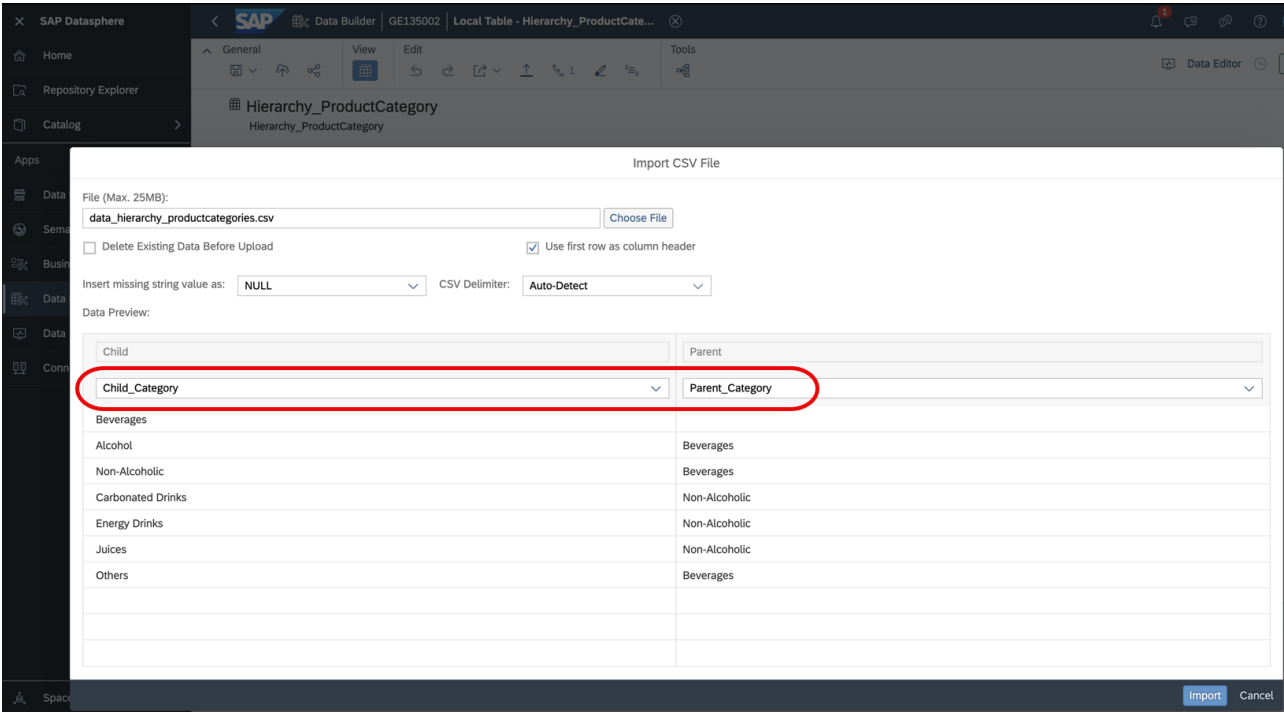 SAP Datasphere
SAP Data Builder GE135002 Local Table - Hierarchy_ProductCate...
1
Home
Repository Explorer
Catalog
Apps
Data
Sema
Busin
Data
Data
Conn
Space
General View Edit Tools
1
Data Editor
Hierarchy_ProductCategory
Hierarchy_ProductCategory
Import CSV File
File (Max. 25MB):
data_hierarchy_productcategories.csv Choose File
Delete Existing Data Before Upload Use first row as column header
Insert missing string value as: NULL CSV Delimiter: Auto-Detect
Data Preview:
Child Parent
Child_Category Parent_Category
Beverages
Alcohol Beverages
Non-Alcoholic Beverages
Carbonated Drinks Non-Alcoholic
Energy Drinks Non-Alcoholic
Juices Non-Alcoholic
Others Beverages
Import Cancel